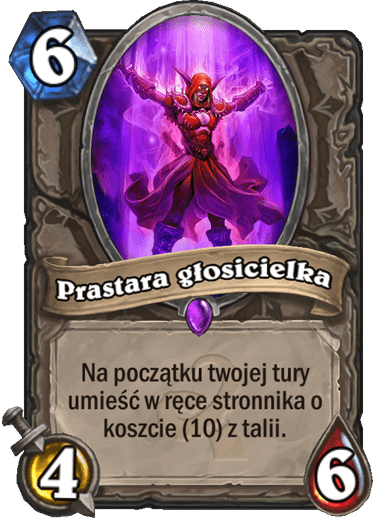 6
Prastara głosicielka
Na początku twojej tury
umieść w ręce stronnika o
koszcie (10) z talii.
4
6